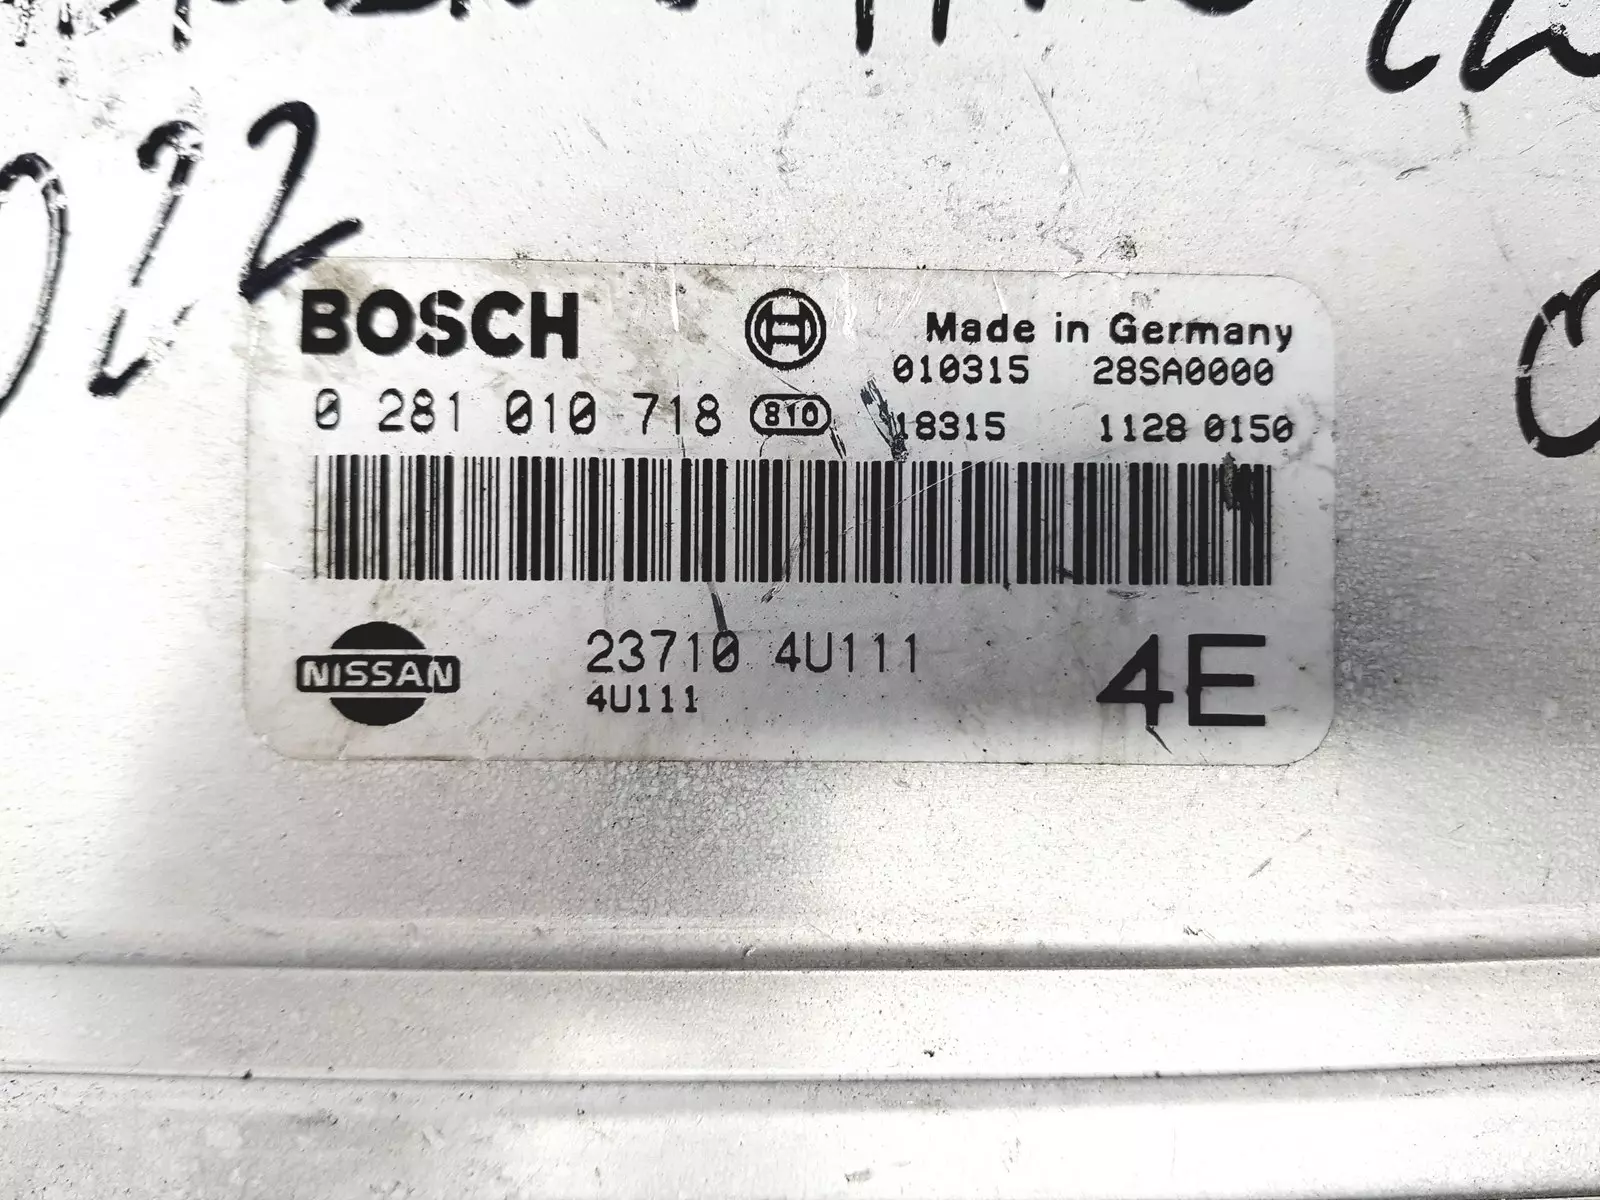 022
BOSCH
Made in Germany
010315 28SA0000
0 281 010 718 810
18315 1128 0150
NISSAN
23710 4U111
4U111
4E